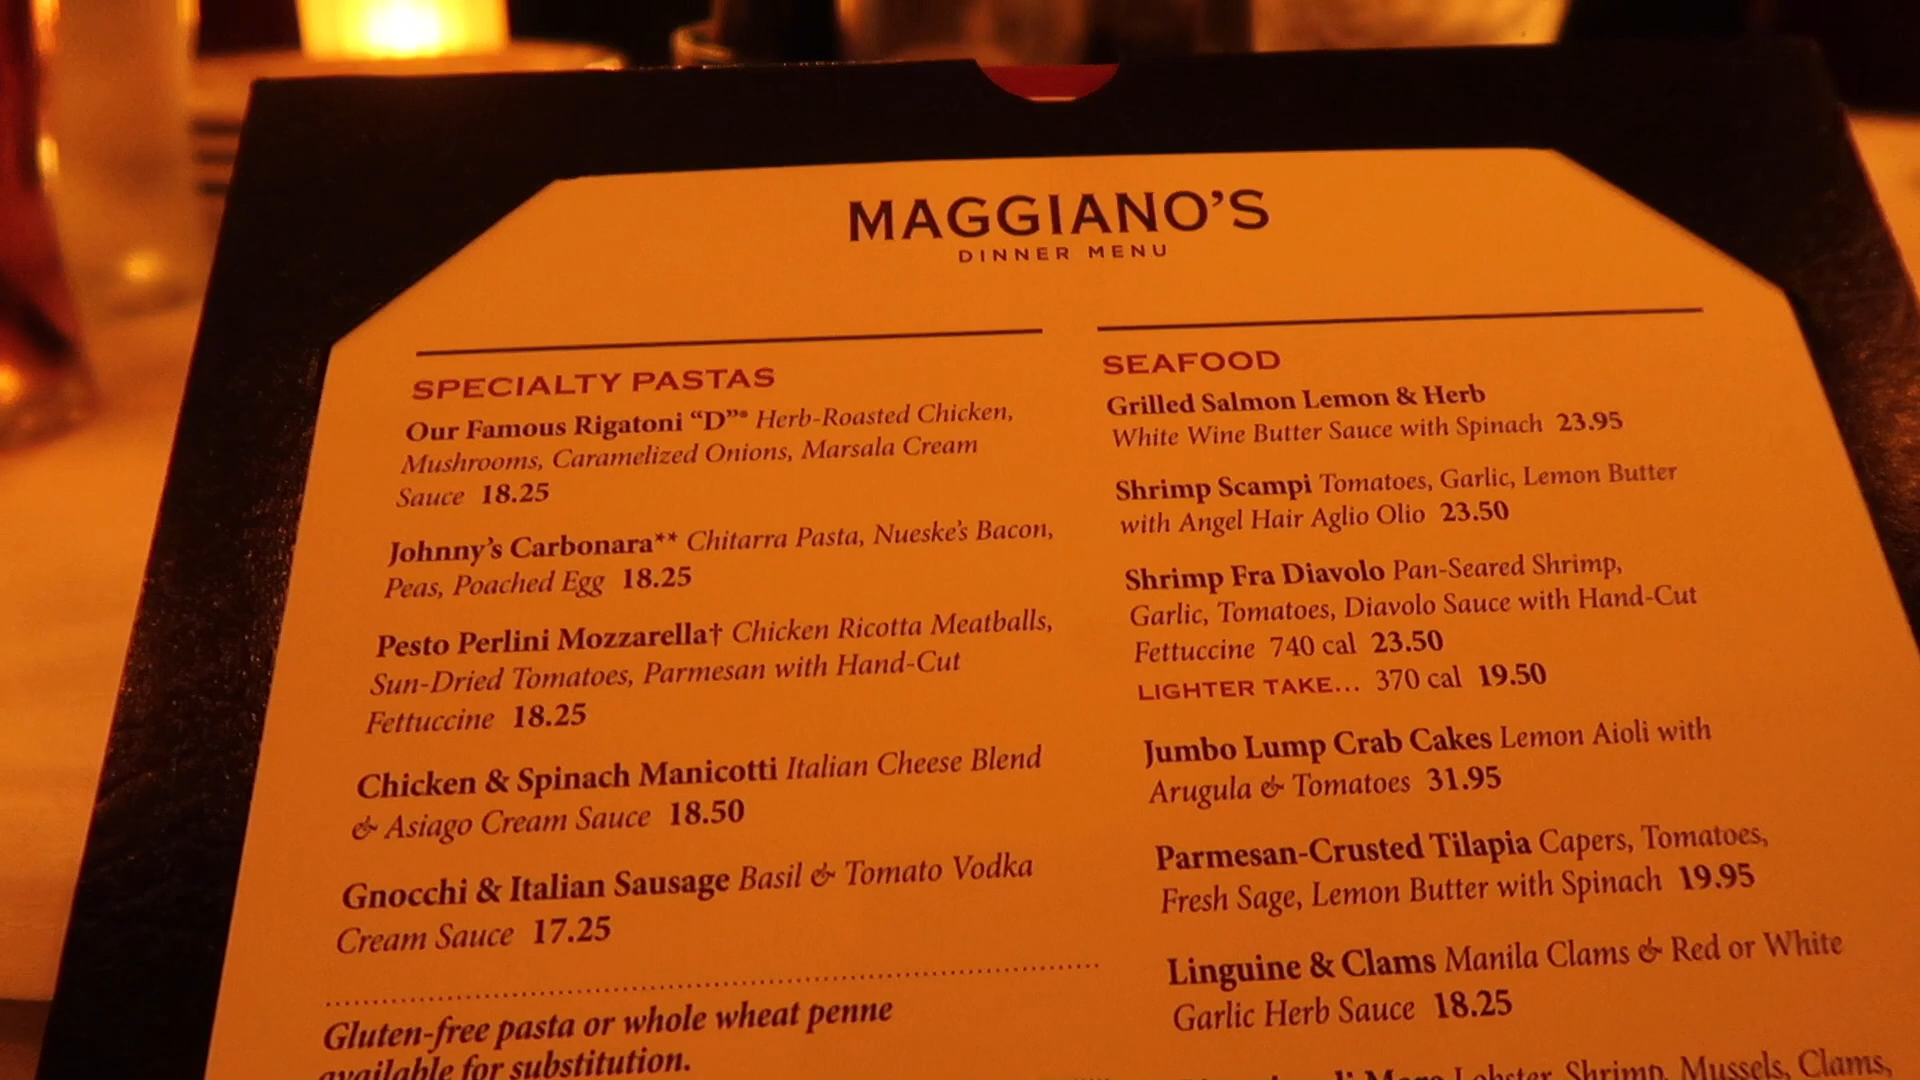 MAGGIANO'S
DINNER MENU
SPECIALTY PASTAS
Our Famous Rigatoni “D”® Herb-Roasted Chicken,
Mushrooms, Caramelized Onions, Marsala Cream
Sauce 18.25
Johnny's Carbonara** Chitarra Pasta, Nueske's Bacon,
Peas, Poached Egg 18.25
Pesto Perlini Mozzarella† Chicken Ricotta Meatballs,
Sun-Dried Tomatoes, Parmesan with Hand-Cut
Fettuccine 18.25
Chicken & Spinach Manicotti Italian Cheese Blend
& Asiago Cream Sauce 18.50
Gnocchi & Italian Sausage Basil & Tomato Vodka
Cream Sauce 17.25
Gluten-free pasta or whole wheat penne
available for substitution.
SEAFOOD
Grilled Salmon Lemon & Herb
White Wine Butter Sauce with Spinach 23.95
Shrimp Scampi Tomatoes, Garlic, Lemon Butter
with Angel Hair Aglio Olio 23.50
Shrimp Fra Diavolo Pan-Seared Shrimp,
Garlic, Tomatoes, Diavolo Sauce with Hand-Cut
Fettuccine 740 cal 23.50
LIGHTER TAKE... 370 cal 19.50
Jumbo Lump Crab Cakes Lemon Aioli with
Arugula & Tomatoes 31.95
Parmesan-Crusted Tilapia Capers, Tomatoes,
Fresh Sage, Lemon Butter with Spinach 19.95
Linguine & Clams Manila Clams & Red or White
Garlic Herb Sauce 18.25
Lobster, Shrimp, Mussels, Clams,